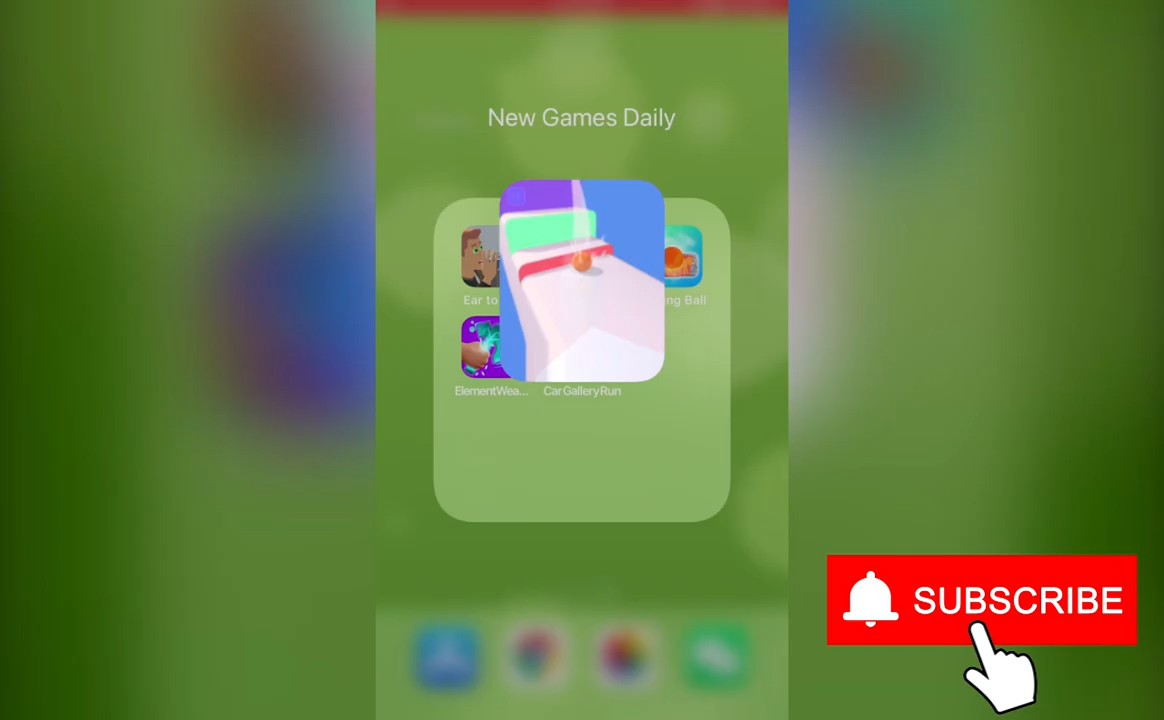 New Games Daily
Ear to
ng Ball
ElementWea...
CarGalleryRun
SUBSCRIBE